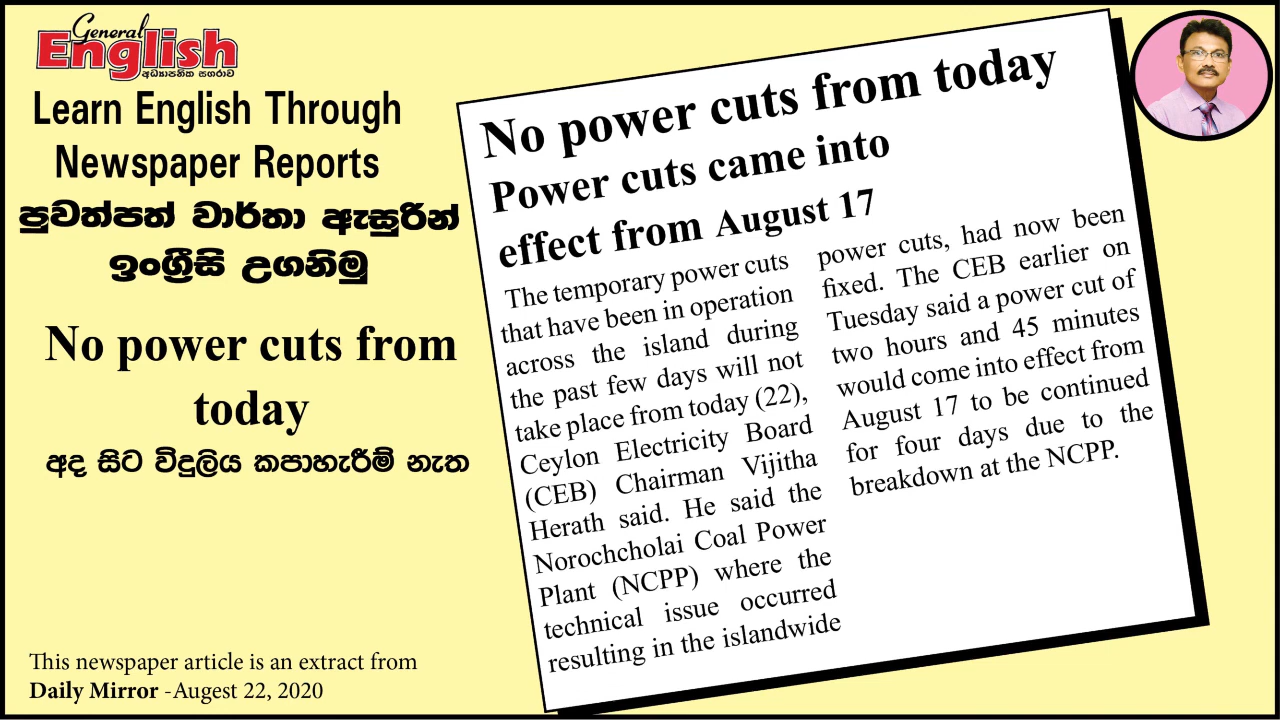 General
English
අධ්‍යාපනික සඟරාව
Learn English Through
Newspaper Reports
පුවත්පත් වාර්තා ඇසුරින්
ඉංග්‍රීසි උගනිමු
No power cuts from
today
අද සිට විදුලිය කපාහැරීම් නැත
This newspaper article is an extract from
Daily Mirror -Augest 22, 2020
No power cuts from today
Power cuts came into
effect from August 17
The temporary power cuts
that have been in operation
across the island during
the past few days will not
take place from today (22),
Ceylon Electricity Board
(CEB) Chairman Vijitha
Herath said. He said the
Norochcholai Coal Power
Plant (NCPP) where the
technical issue occurred
resulting in the islandwide
power cuts, had now been
fixed. The CEB earlier on
Tuesday said a power cut of
two hours and 45 minutes
would come into effect from
August 17 to be continued
for four days due to the
breakdown at the NCPP.